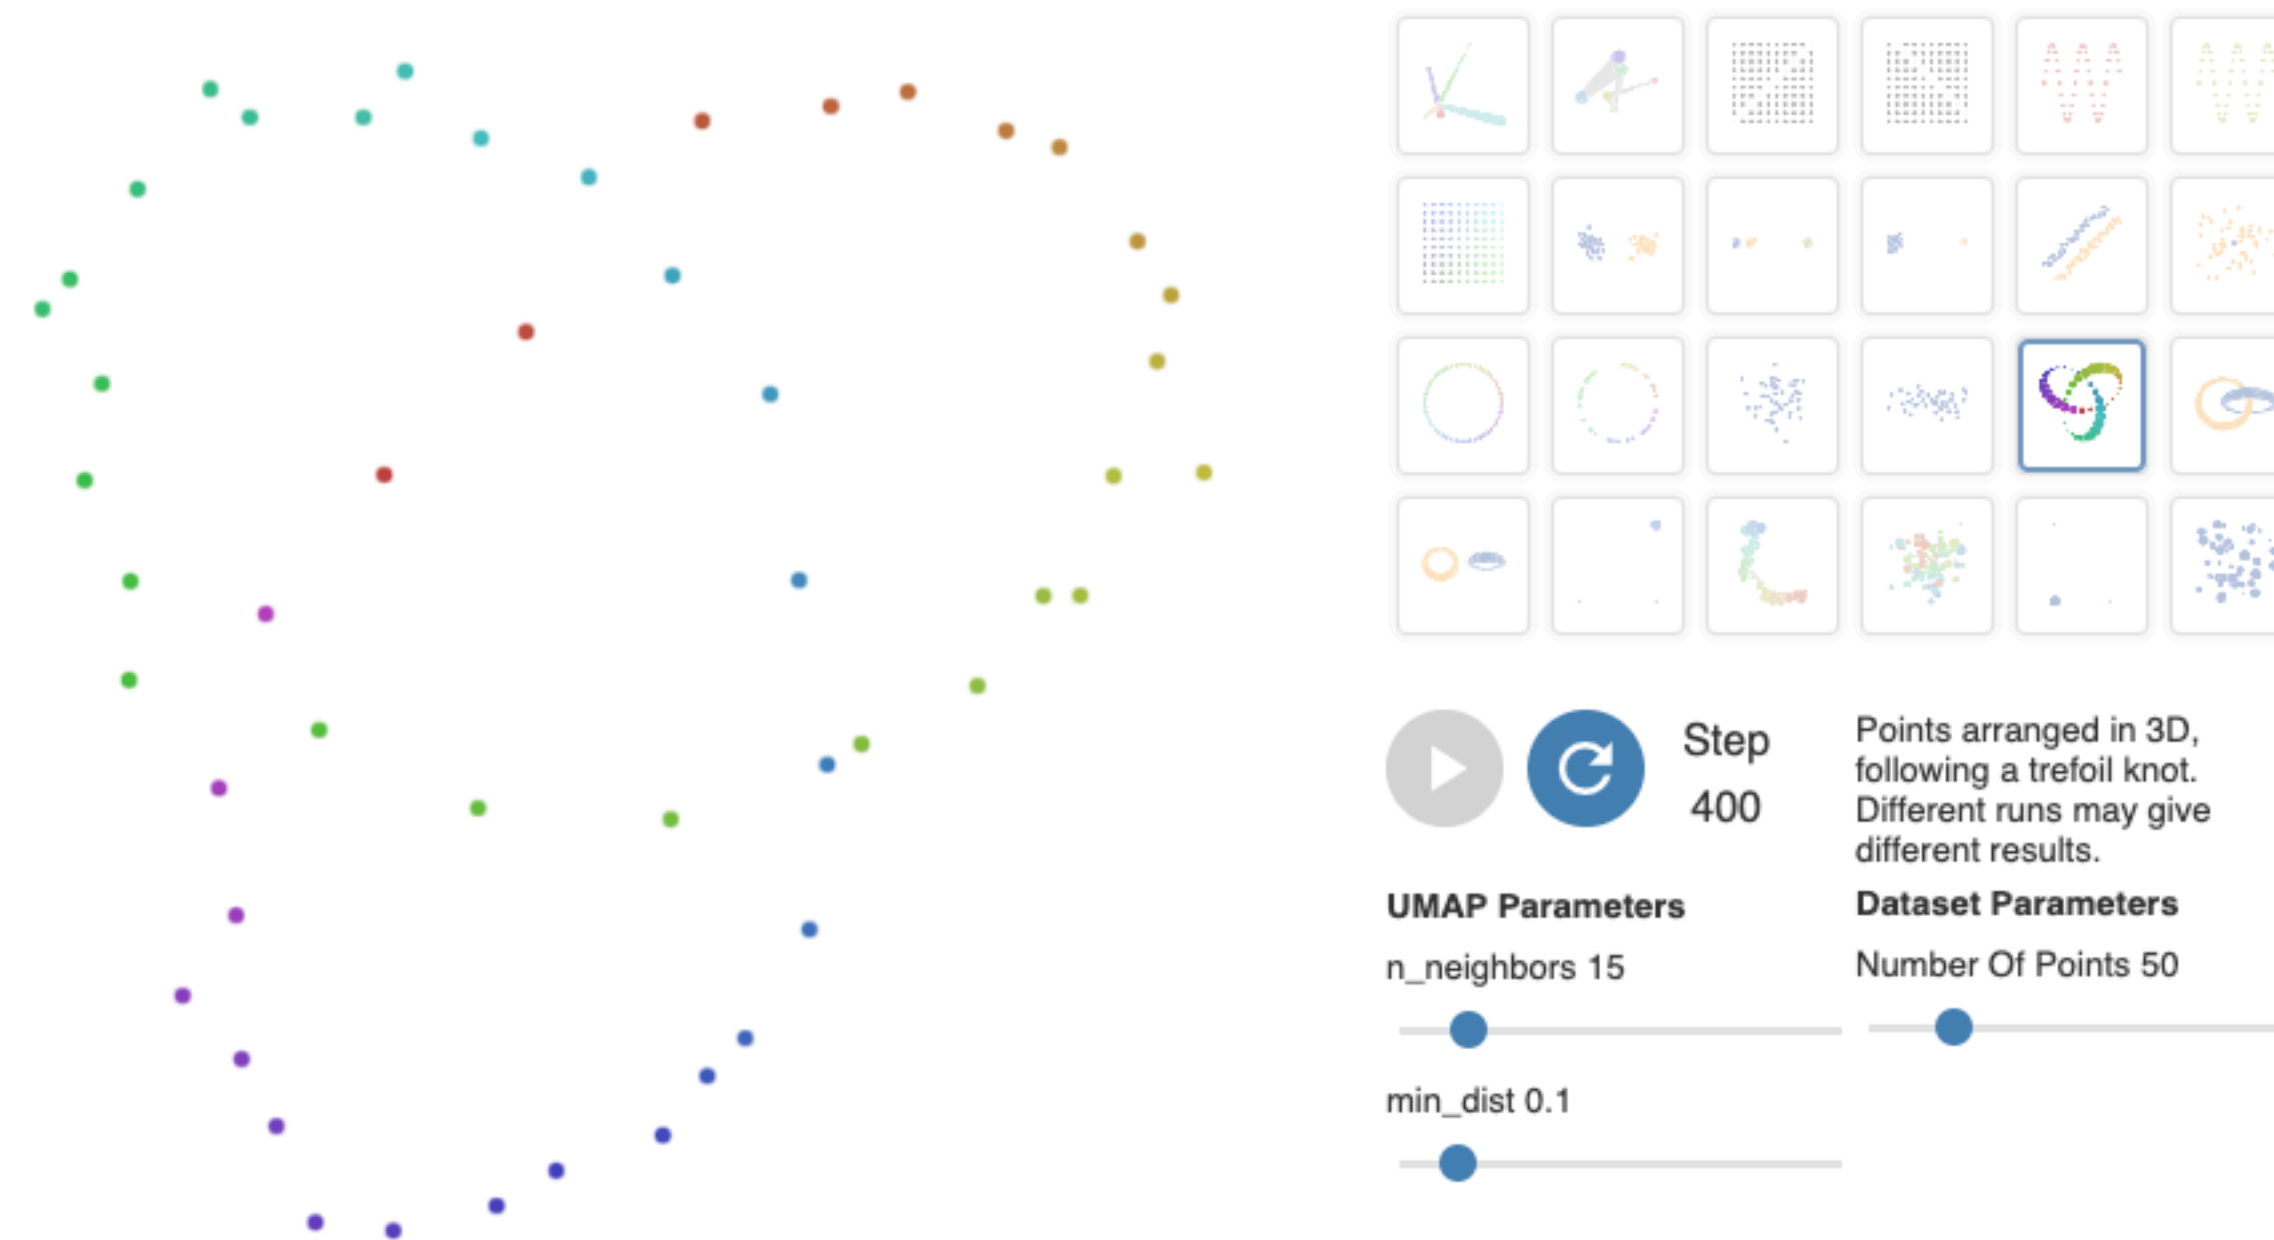 Step
400
Points arranged in 3D,
following a trefoil knot.
Different runs may give
different results.
UMAP Parameters
n_neighbors 15
min_dist 0.1
Dataset Parameters
Number Of Points 50